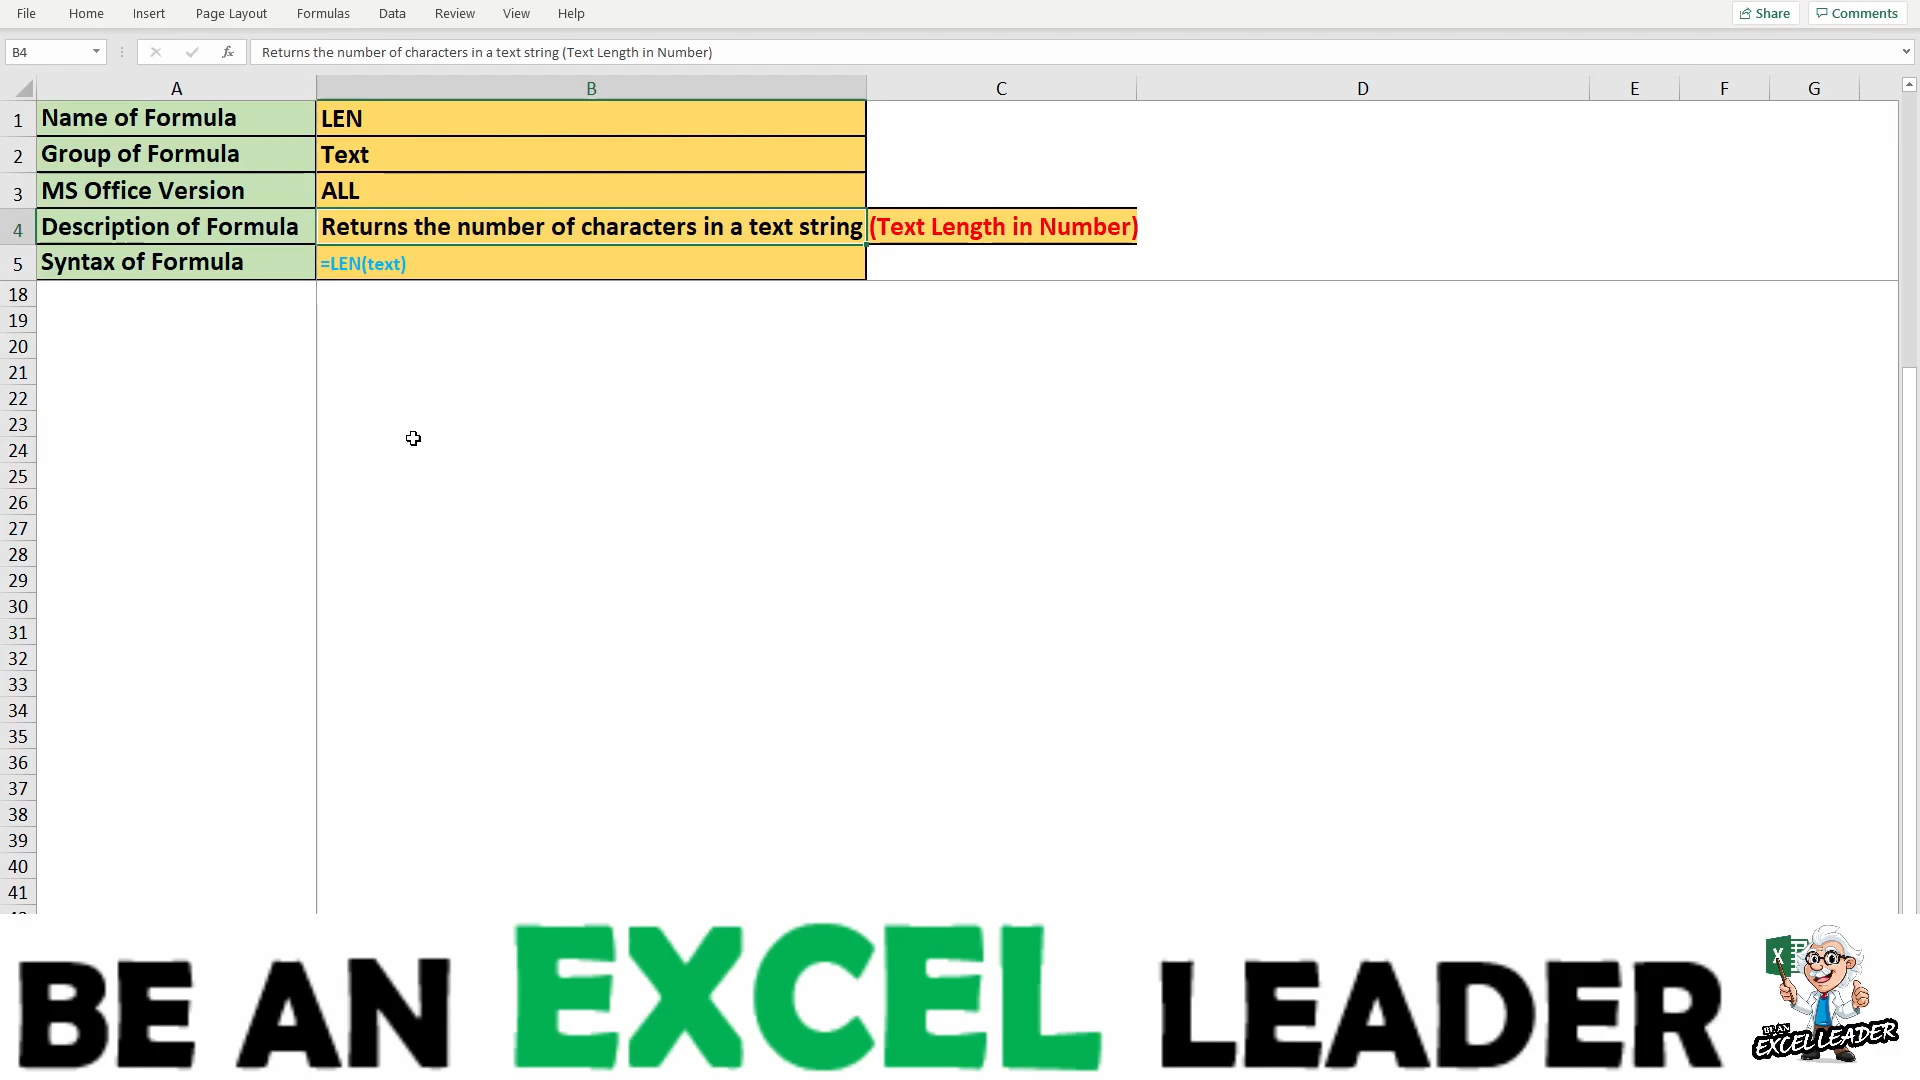 File Home Insert Page Layout Formulas Data Review View Help Share Comments
B4 fx Returns the number of characters in a text string (Text Length in Number)
A B C D E F G
1 Name of Formula LEN
2 Group of Formula Text
3 MS Office Version ALL
4 Description of Formula Returns the number of characters in a text string (Text Length in Number)
5 Syntax of Formula =LEN(text)
18
19
20
21
22
23
24
25
26
27
28
29
30
31
32
33
34
35
36
37
38
39
40
41
BE AN EXCEL LEADER
X
BE AN
EXCEL LEADER